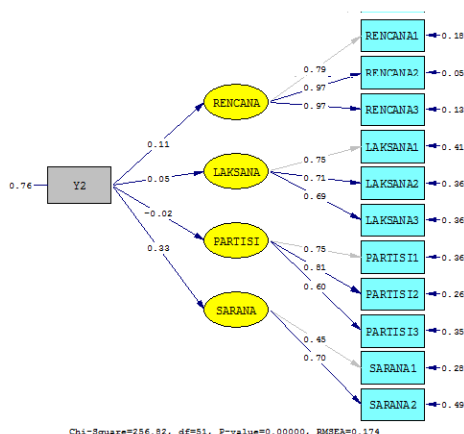 RENCANA1 0.18
0.79
RENCANA2 0.05
0.97
RENCANA
0.97
RENCANA3 0.13
0.11
LAKSANA1 0.41
0.75
0.76 Y2
0.05
LAKSANA
0.71
LAKSANA2 0.36
0.69
LAKSANA3 0.36
-0.02
PARTISI
0.75
PARTISI1 0.36
0.33
0.81
PARTISI2 0.26
0.60
SARANA
PARTISI3 0.35
0.45
SARANA1 0.28
0.70
SARANA2 0.49
Chi-Square=256.82, df=51, P-value=0.00000, RMSEA=0.174